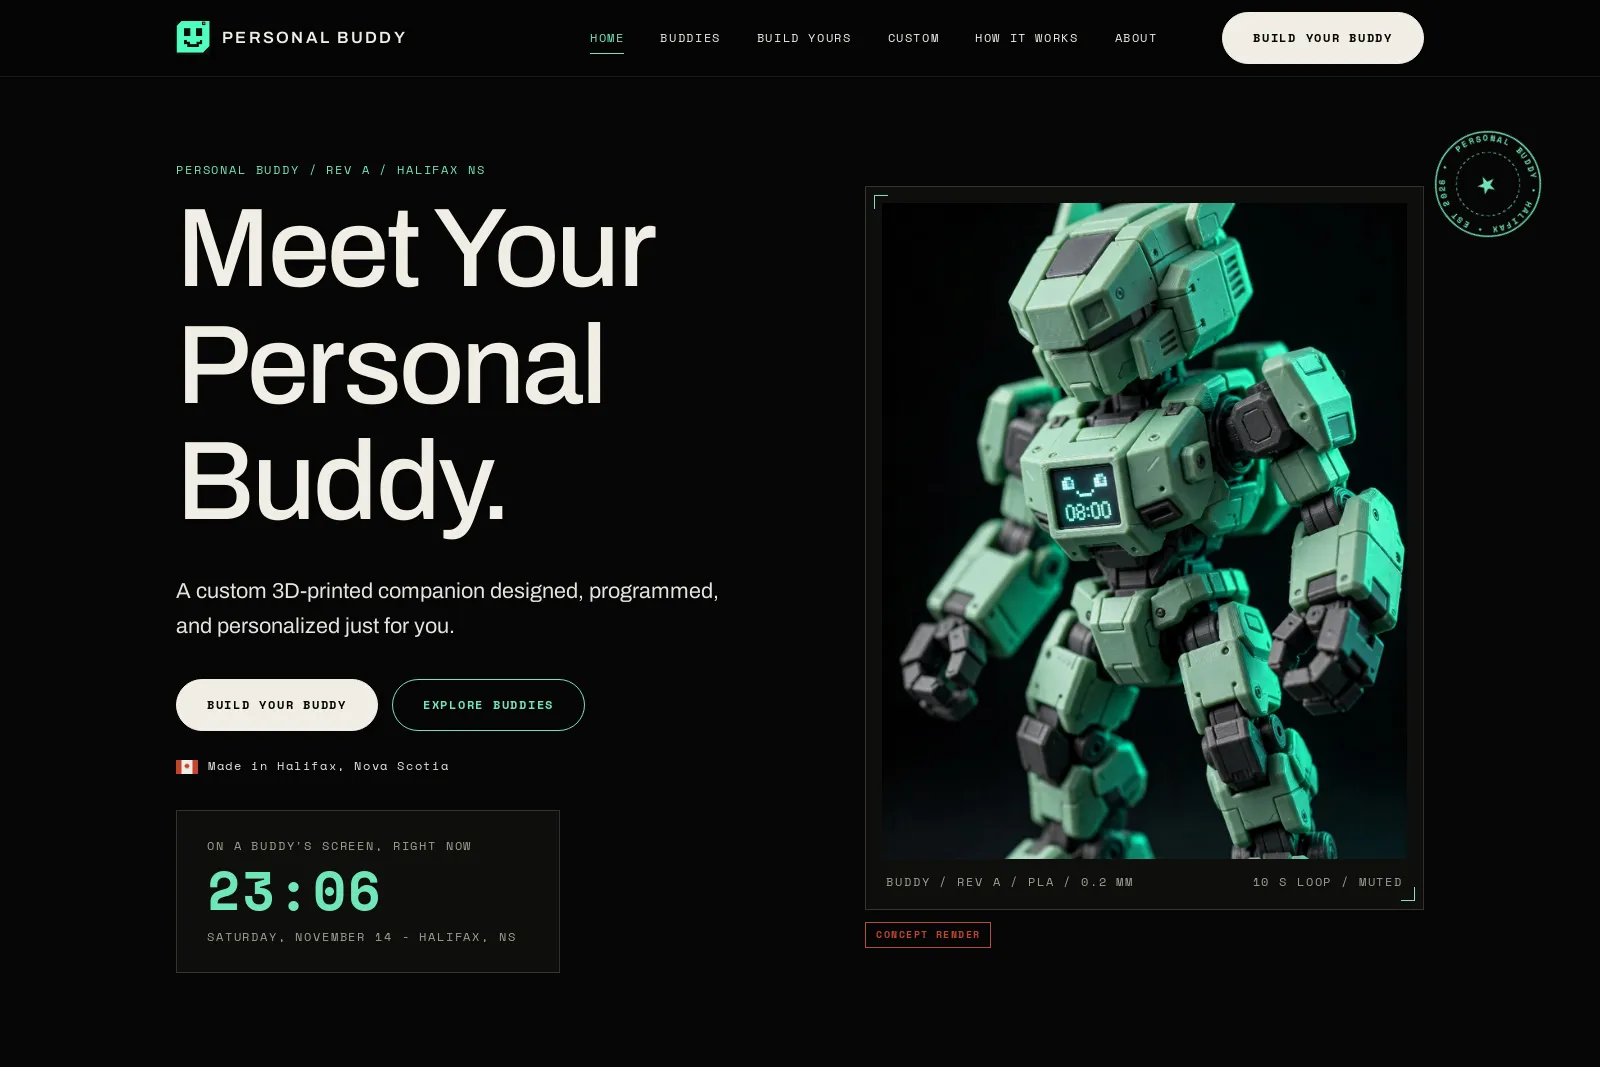 PERSONAL BUDDY
HOME BUDDIES BUILD YOURS CUSTOM HOW IT WORKS ABOUT
BUILD YOUR BUDDY
PERSONAL BUDDY • HALIFAX • EST 2026 •
PERSONAL BUDDY / REV A / HALIFAX NS
Meet Your
Personal
Buddy.
A custom 3D-printed companion designed, programmed,
and personalized just for you.
BUILD YOUR BUDDY
EXPLORE BUDDIES
Made in Halifax, Nova Scotia
ON A BUDDY'S SCREEN, RIGHT NOW
23:06
SATURDAY, NOVEMBER 14 - HALIFAX, NS
08:00
BUDDY / REV A / PLA / 0.2 MM
10 S LOOP / MUTED
CONCEPT RENDER